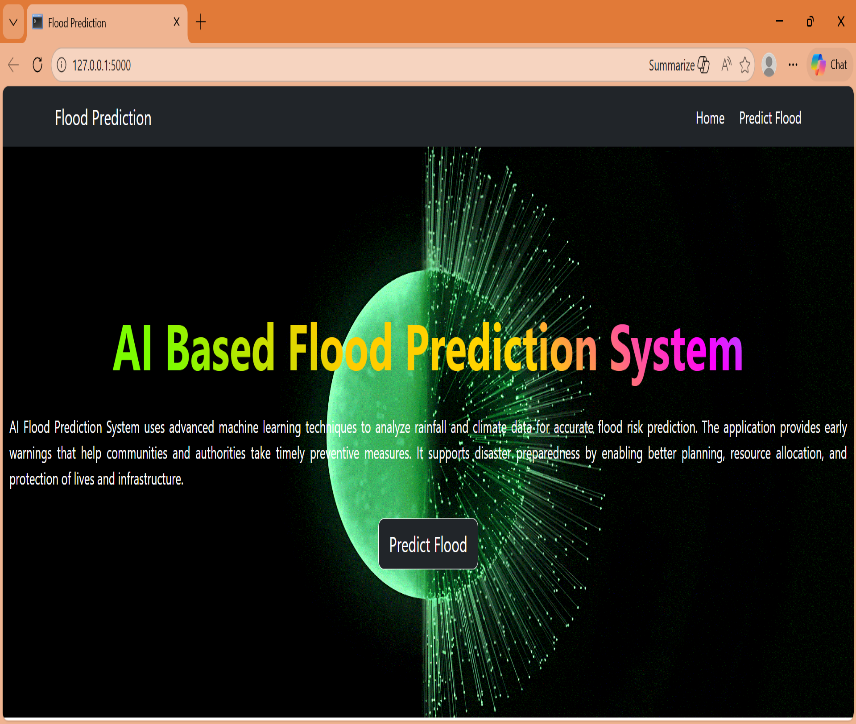 Flood Prediction
127.0.0.1:5000
Summarize
Chat
Flood Prediction
Home
Predict Flood
AI Based Flood Prediction System
AI Flood Prediction System uses advanced machine learning techniques to analyze rainfall and climate data for accurate flood risk prediction. The application provides early
warnings that help communities and authorities take timely preventive measures. It supports disaster preparedness by enabling better planning, resource allocation, and
protection of lives and infrastructure.
Predict Flood